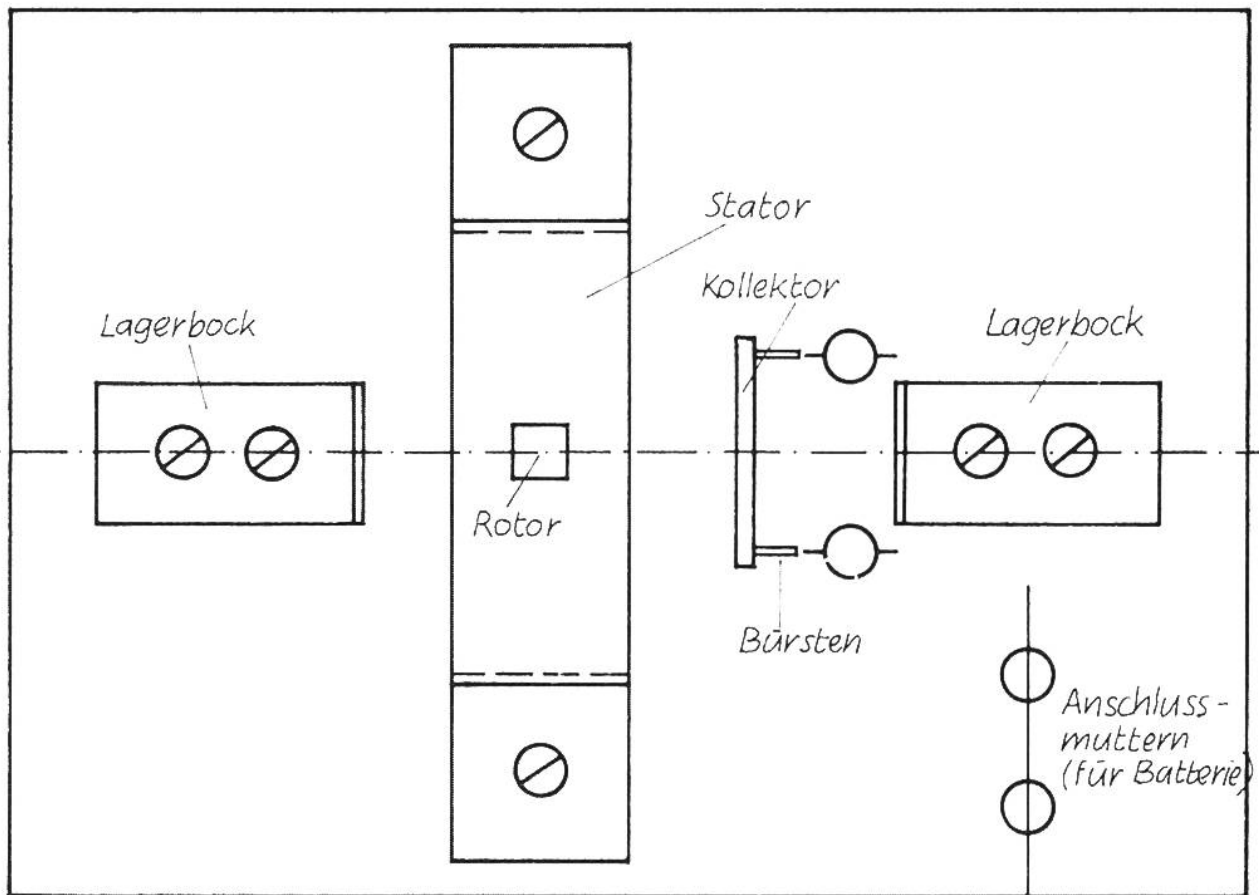 Stator
Kollektor
Lagerbock
Lagerbock
Rotor
Bürsten
Anschluss-
muttern
(für Batterie)